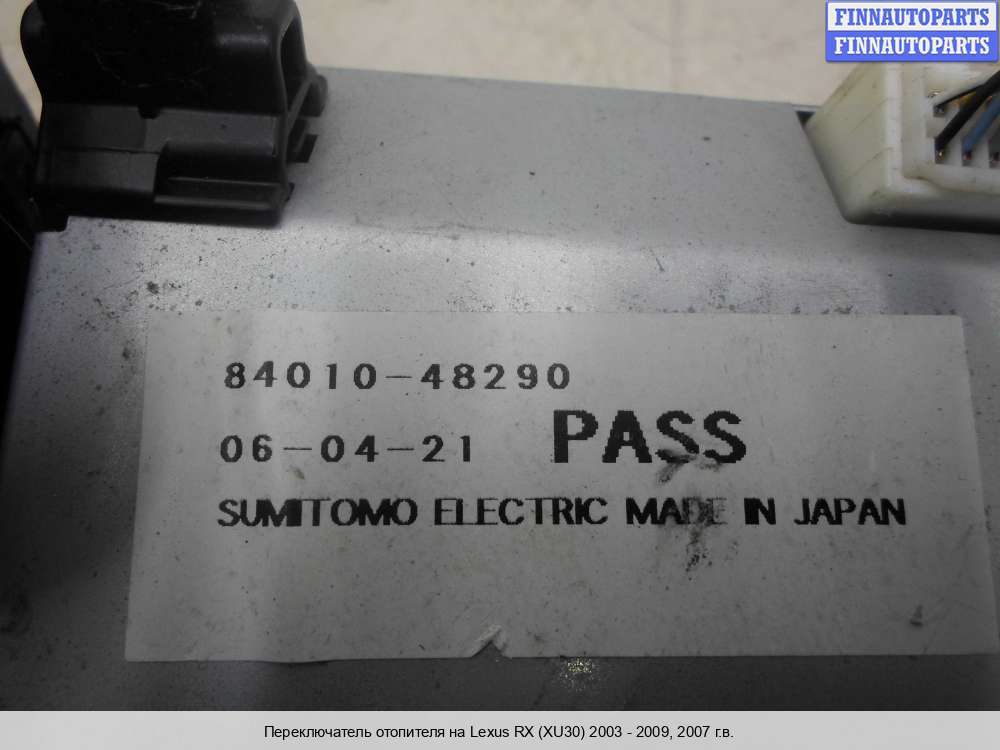 FINNAUTOPARTS
FINNAUTOPARTS
84010-48290
06-04-21 PASS
SUMITOMO ELECTRIC MADE IN JAPAN
Переключатель отопителя на Lexus RX (XU30) 2003 - 2009, 2007 г.в.